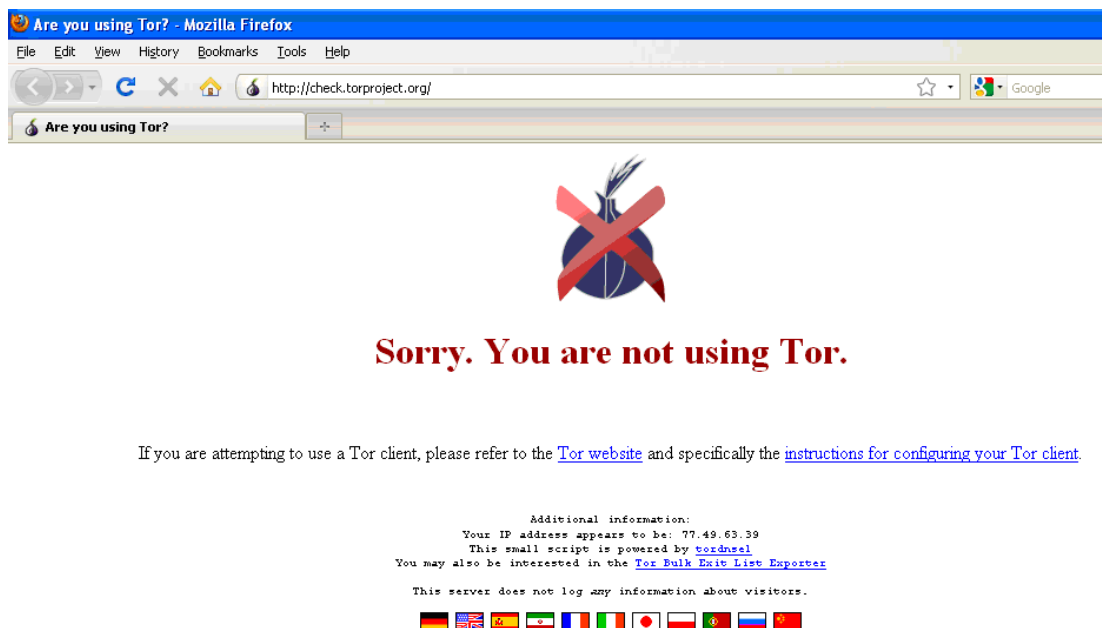 Are you using Tor? - Mozilla Firefox
File Edit View History Bookmarks Tools Help
http://check.torproject.org/ Google
Are you using Tor?
Sorry. You are not using Tor.
If you are attempting to use a Tor client, please refer to the Tor website and specifically the instructions for configuring your Tor client.
Additional information:
Your IP address appears to be: 77.49.63.39
This small script is powered by tordnsel
You may also be interested in the Tor Bulk Exit List Exporter
This server does not log any information about visitors.